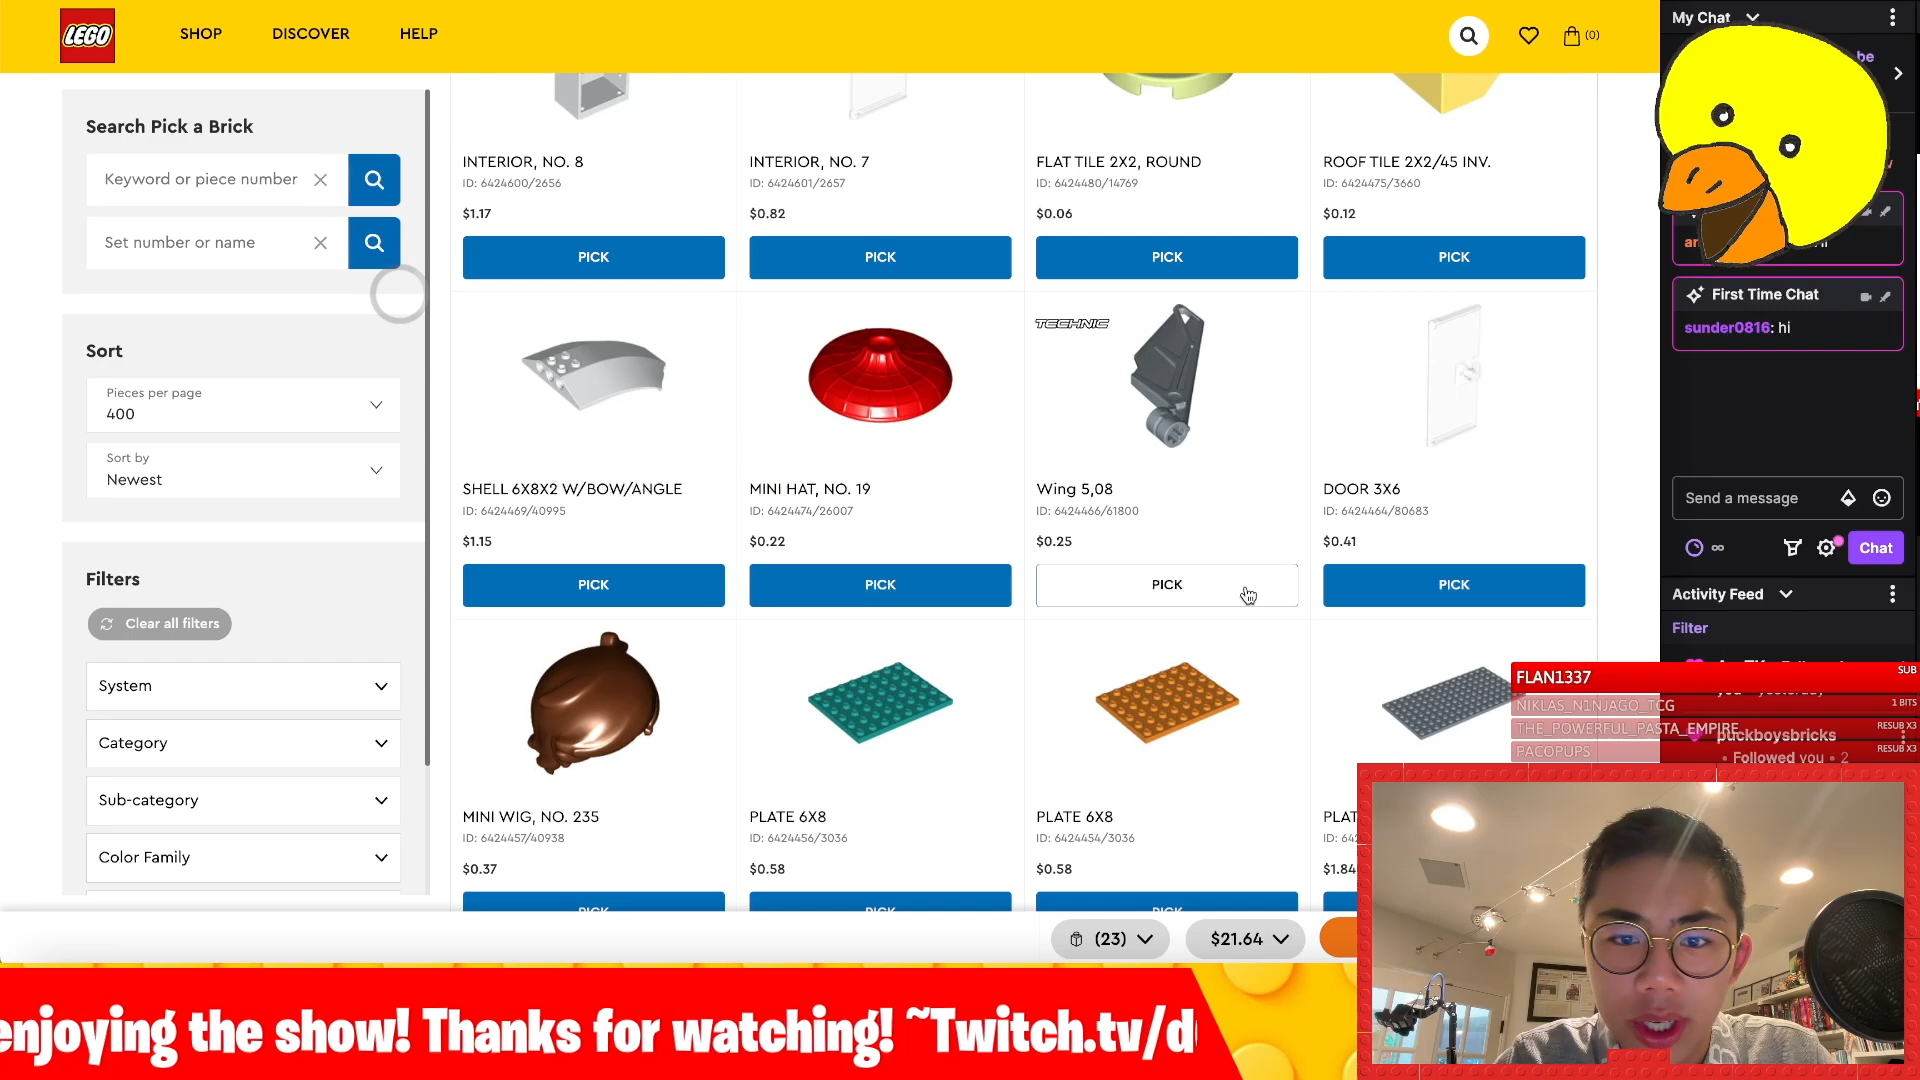 LEGO
SHOP
DISCOVER
HELP
(0)
Search Pick a Brick
Keyword or piece number
Set number or name
Sort
Pieces per page
400
Sort by
Newest
Filters
Clear all filters
System
Category
Sub-category
Color Family
INTERIOR, NO. 8
ID: 6424600/2656
$1.17
PICK
INTERIOR, NO. 7
ID: 6424601/2657
$0.82
PICK
FLAT TILE 2X2, ROUND
ID: 6424480/14769
$0.06
PICK
ROOF TILE 2X2/45 INV.
ID: 6424475/3660
$0.12
PICK
SHELL 6X8X2 W/BOW/ANGLE
ID: 6424469/40995
$1.15
PICK
MINI HAT, NO. 19
ID: 6424474/26007
$0.22
PICK
TECHNIC
Wing 5,08
ID: 6424466/61800
$0.25
PICK
DOOR 3X6
ID: 6424464/80683
$0.41
PICK
MINI WIG, NO. 235
ID: 6424457/40938
$0.37
PICK
PLATE 6X8
ID: 6424456/3036
$0.58
PICK
PLATE 6X8
ID: 6424454/3036
$0.58
PICK
PLAT
ID: 642
$1.84
(23)
$21.64
My Chat
be
ar
First Time Chat
sunder0816: hi
Send a message
Chat
Activity Feed
Filter
FLAN1337
SUB
NIKLAS_N1NJAGO_TCG
1 BITS
THE_POWERFUL_PASTA_EMPIRE
RESUB X3
PACOPUPS
RESUB X3
puckboysbricks
• Followed you • 2
enjoying the show! Thanks for watching! ~Twitch.tv/d